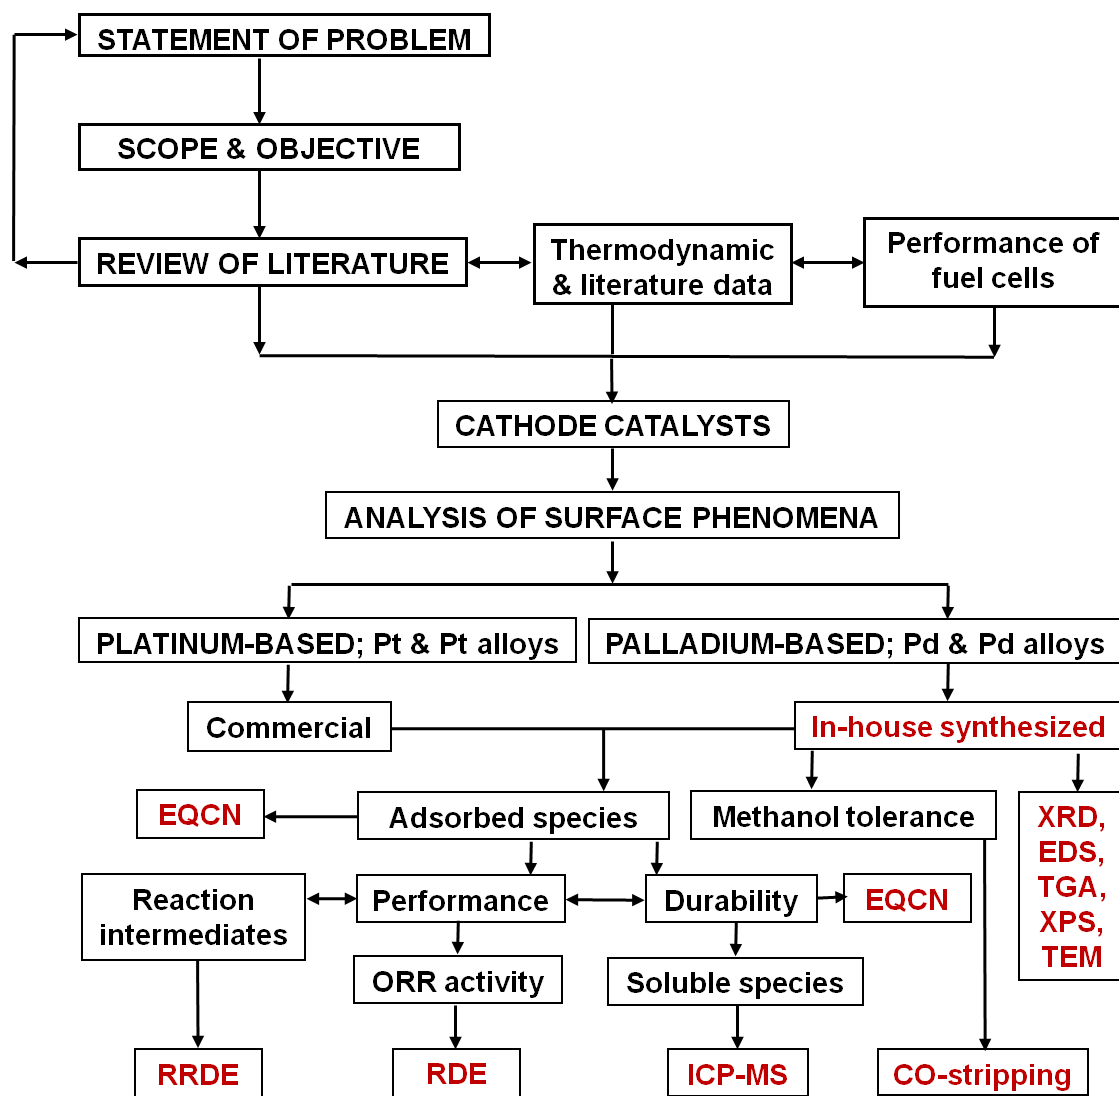 STATEMENT OF PROBLEM
SCOPE & OBJECTIVE
REVIEW OF LITERATURE
Thermodynamic
& literature data
Performance of
fuel cells
CATHODE CATALYSTS
ANALYSIS OF SURFACE PHENOMENA
PLATINUM-BASED; Pt & Pt alloys
PALLADIUM-BASED; Pd & Pd alloys
Commercial
In-house synthesized
EQCN
Adsorbed species
Methanol tolerance
XRD,
EDS,
TGA,
XPS,
TEM
Reaction
intermediates
Performance
Durability
EQCN
ORR activity
Soluble species
RRDE
RDE
ICP-MS
CO-stripping